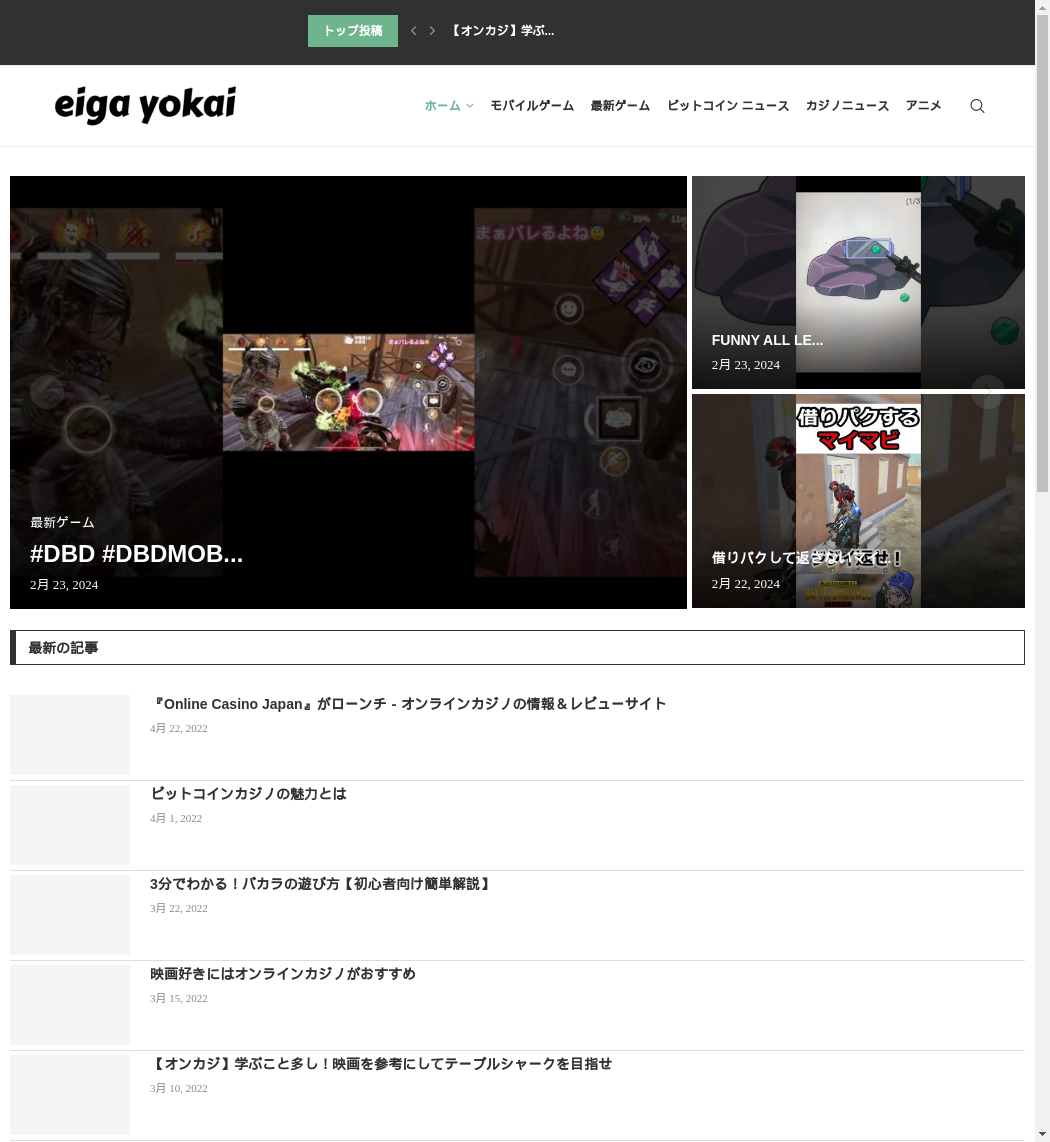 トップ投稿
【オンカジ】学ぶ...
eiga yokai
ホーム
モバイルゲーム
最新ゲーム
ビットコイン ニュース
カジノニュース
アニメ
まぁバレるよね
35%
(1/3
最新ゲーム
#DBD #DBDMOB...
2月 23, 2024
FUNNY ALL LE...
2月 23, 2024
借りパクする
マイマビ
借りパクして返さないマイ...
2月 22, 2024
最新の記事
『Online Casino Japan』がローンチ - オンラインカジノの情報＆レビューサイト
4月 22, 2022
ビットコインカジノの魅力とは
4月 1, 2022
3分でわかる！バカラの遊び方【初心者向け簡単解説】
3月 22, 2022
映画好きにはオンラインカジノがおすすめ
3月 15, 2022
【オンカジ】学ぶこと多し！映画を参考にしてテーブルシャークを目指せ
3月 10, 2022